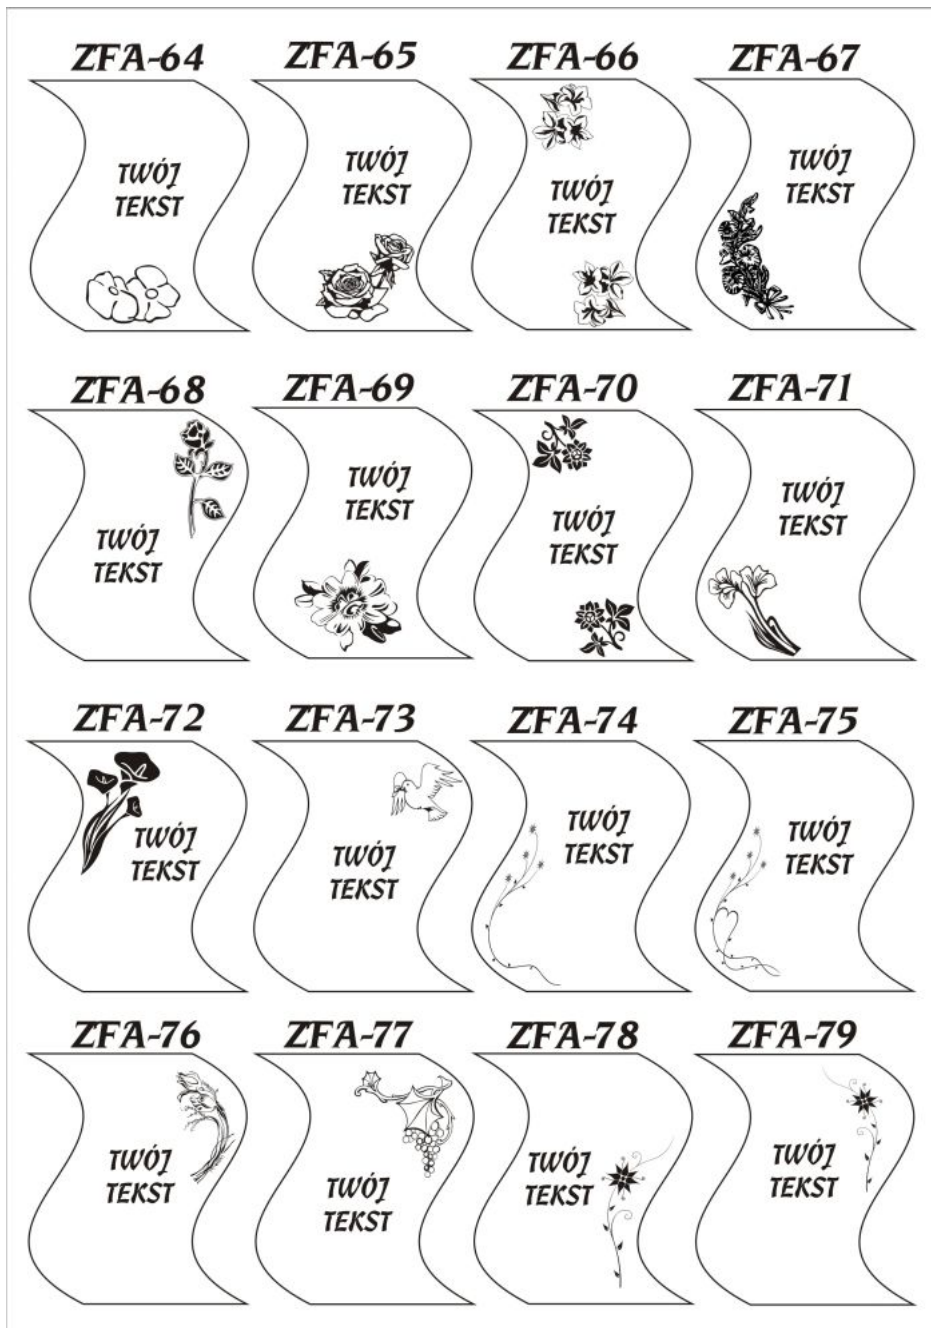 ZFA-64
ZFA-65
ZFA-66
ZFA-67
TWÓJ
TEKST
TWÓJ
TEKST
TWÓJ
TEKST
TWÓJ
TEKST
ZFA-68
ZFA-69
ZFA-70
ZFA-71
TWÓJ
TEKST
TWÓJ
TEKST
TWÓJ
TEKST
TWÓJ
TEKST
ZFA-72
ZFA-73
ZFA-74
ZFA-75
TWÓJ
TEKST
TWÓJ
TEKST
TWÓJ
TEKST
TWÓJ
TEKST
ZFA-76
ZFA-77
ZFA-78
ZFA-79
TWÓJ
TEKST
TWÓJ
TEKST
TWÓJ
TEKST
TWÓJ
TEKST